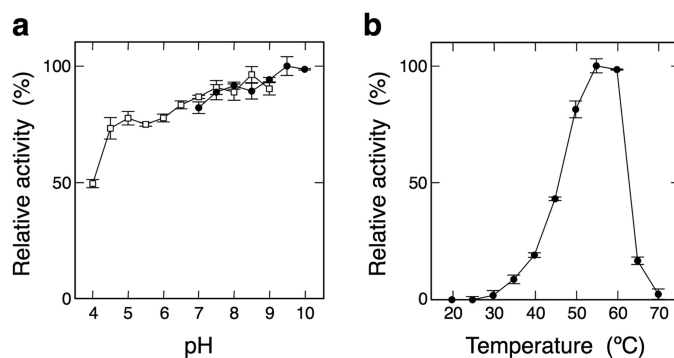 a
Relative activity (%)
100
50
0
4 5 6 7 8 9 10
pH
b
Relative activity (%)
100
50
0
20 30 40 50 60 70
Temperature (ºC)